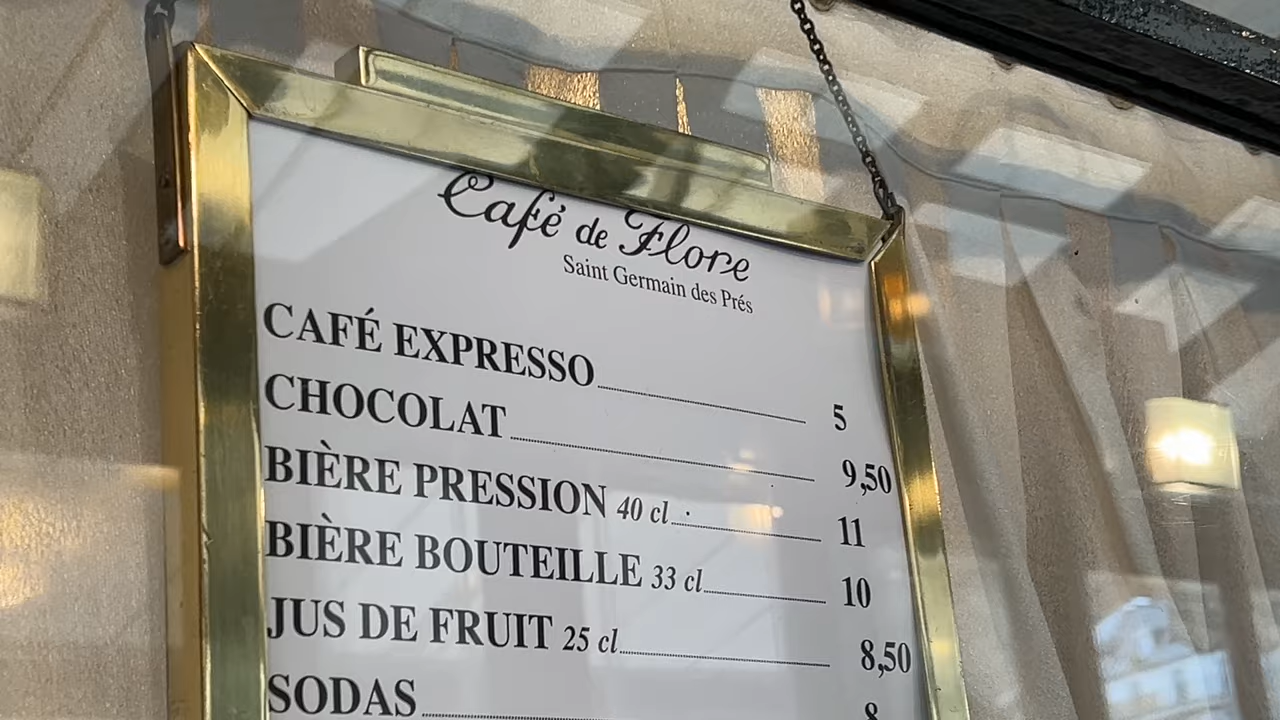 Café de Flore
Saint Germain des Prés
CAFÉ EXPRESSO 5
CHOCOLAT 9,50
BIÈRE PRESSION 40 cl 11
BIÈRE BOUTEILLE 33 cl 10
JUS DE FRUIT 25 cl 8,50
SODAS 8